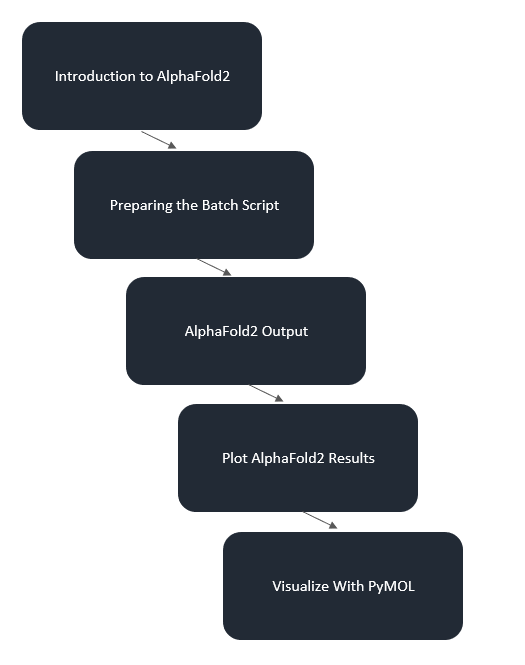 Introduction to AlphaFold2
Preparing the Batch Script
AlphaFold2 Output
Plot AlphaFold2 Results
Visualize With PyMOL